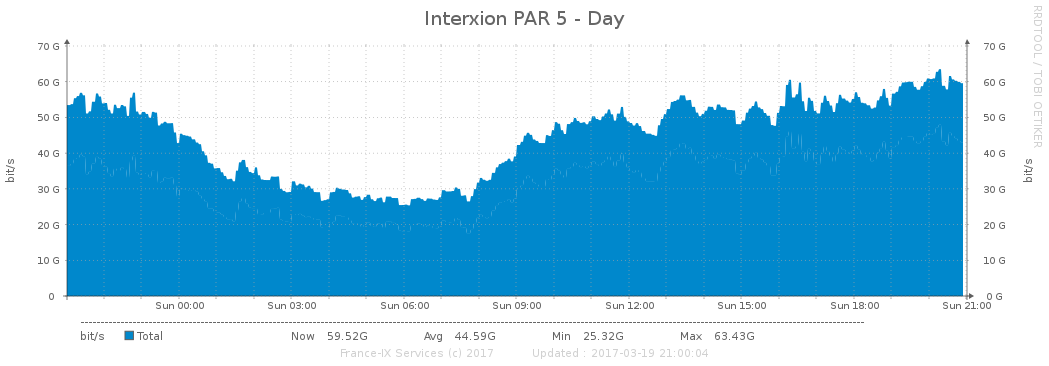 Interxion PAR 5 - Day
RRDTOOL / TOBI OETIKER
bit/s
70 G 70 G
60 G 60 G
50 G 50 G
40 G 40 G
30 G 30 G
20 G 20 G
10 G 10 G
0 0 G
bit/s
Sun 00:00 Sun 03:00 Sun 06:00 Sun 09:00 Sun 12:00 Sun 15:00 Sun 18:00 Sun 21:00
bit/s Total Now 59.52G Avg 44.59G Min 25.32G Max 63.43G
France-IX Services (c) 2017 Updated : 2017-03-19 21:00:04